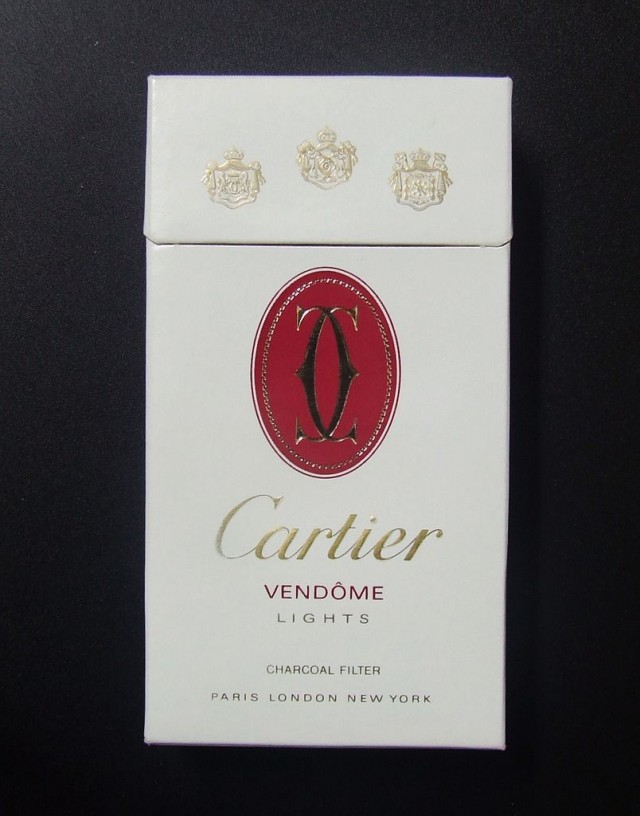 Cartier
VENDÔME
LIGHTS
CHARCOAL FILTER
PARIS LONDON NEW YORK